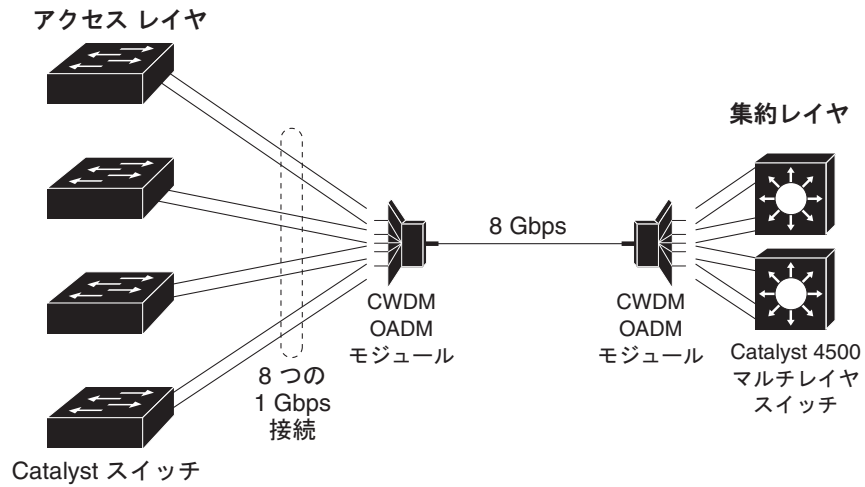 アクセス レイヤ
集約レイヤ
8 Gbps
CWDM
OADM
モジュール
CWDM
OADM
モジュール
8 つの
1 Gbps
接続
Catalyst 4500
マルチレイヤ
スイッチ
Catalyst スイッチ